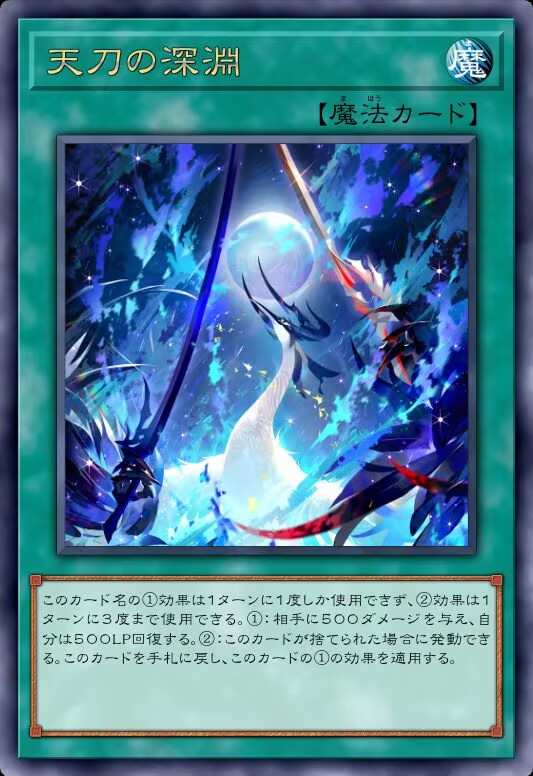 天刀の深淵
魔
ま
ま ほう
【魔法カード】
このカード名の①効果は1ターンに1度しか使用できず、②効果は1
ターンに3度まで使用できる。①：相手に500ダメージを与え、自
分は500LP回復する。②：このカードが捨てられた場合に発動でき
る。このカードを手札に戻し、このカードの①の効果を適用する。